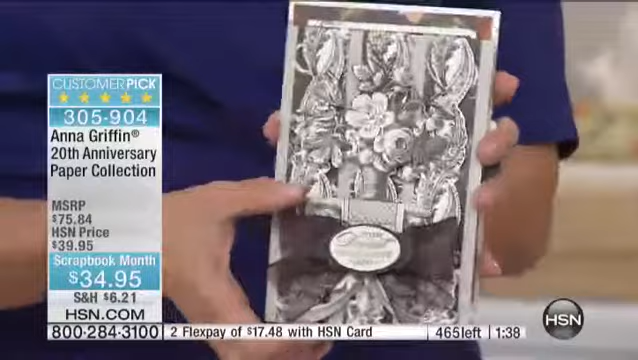 CUSTOMER PICK
305-904
Anna Griffin®
20th Anniversary
Paper Collection
MSRP
$75.84
HSN Price
$39.95
Scrapbook Month
$34.95
S&H $6.21
HSN.COM
800-284-3100
2 Flexpay of $17.48 with HSN Card
465left
1:38
HSN